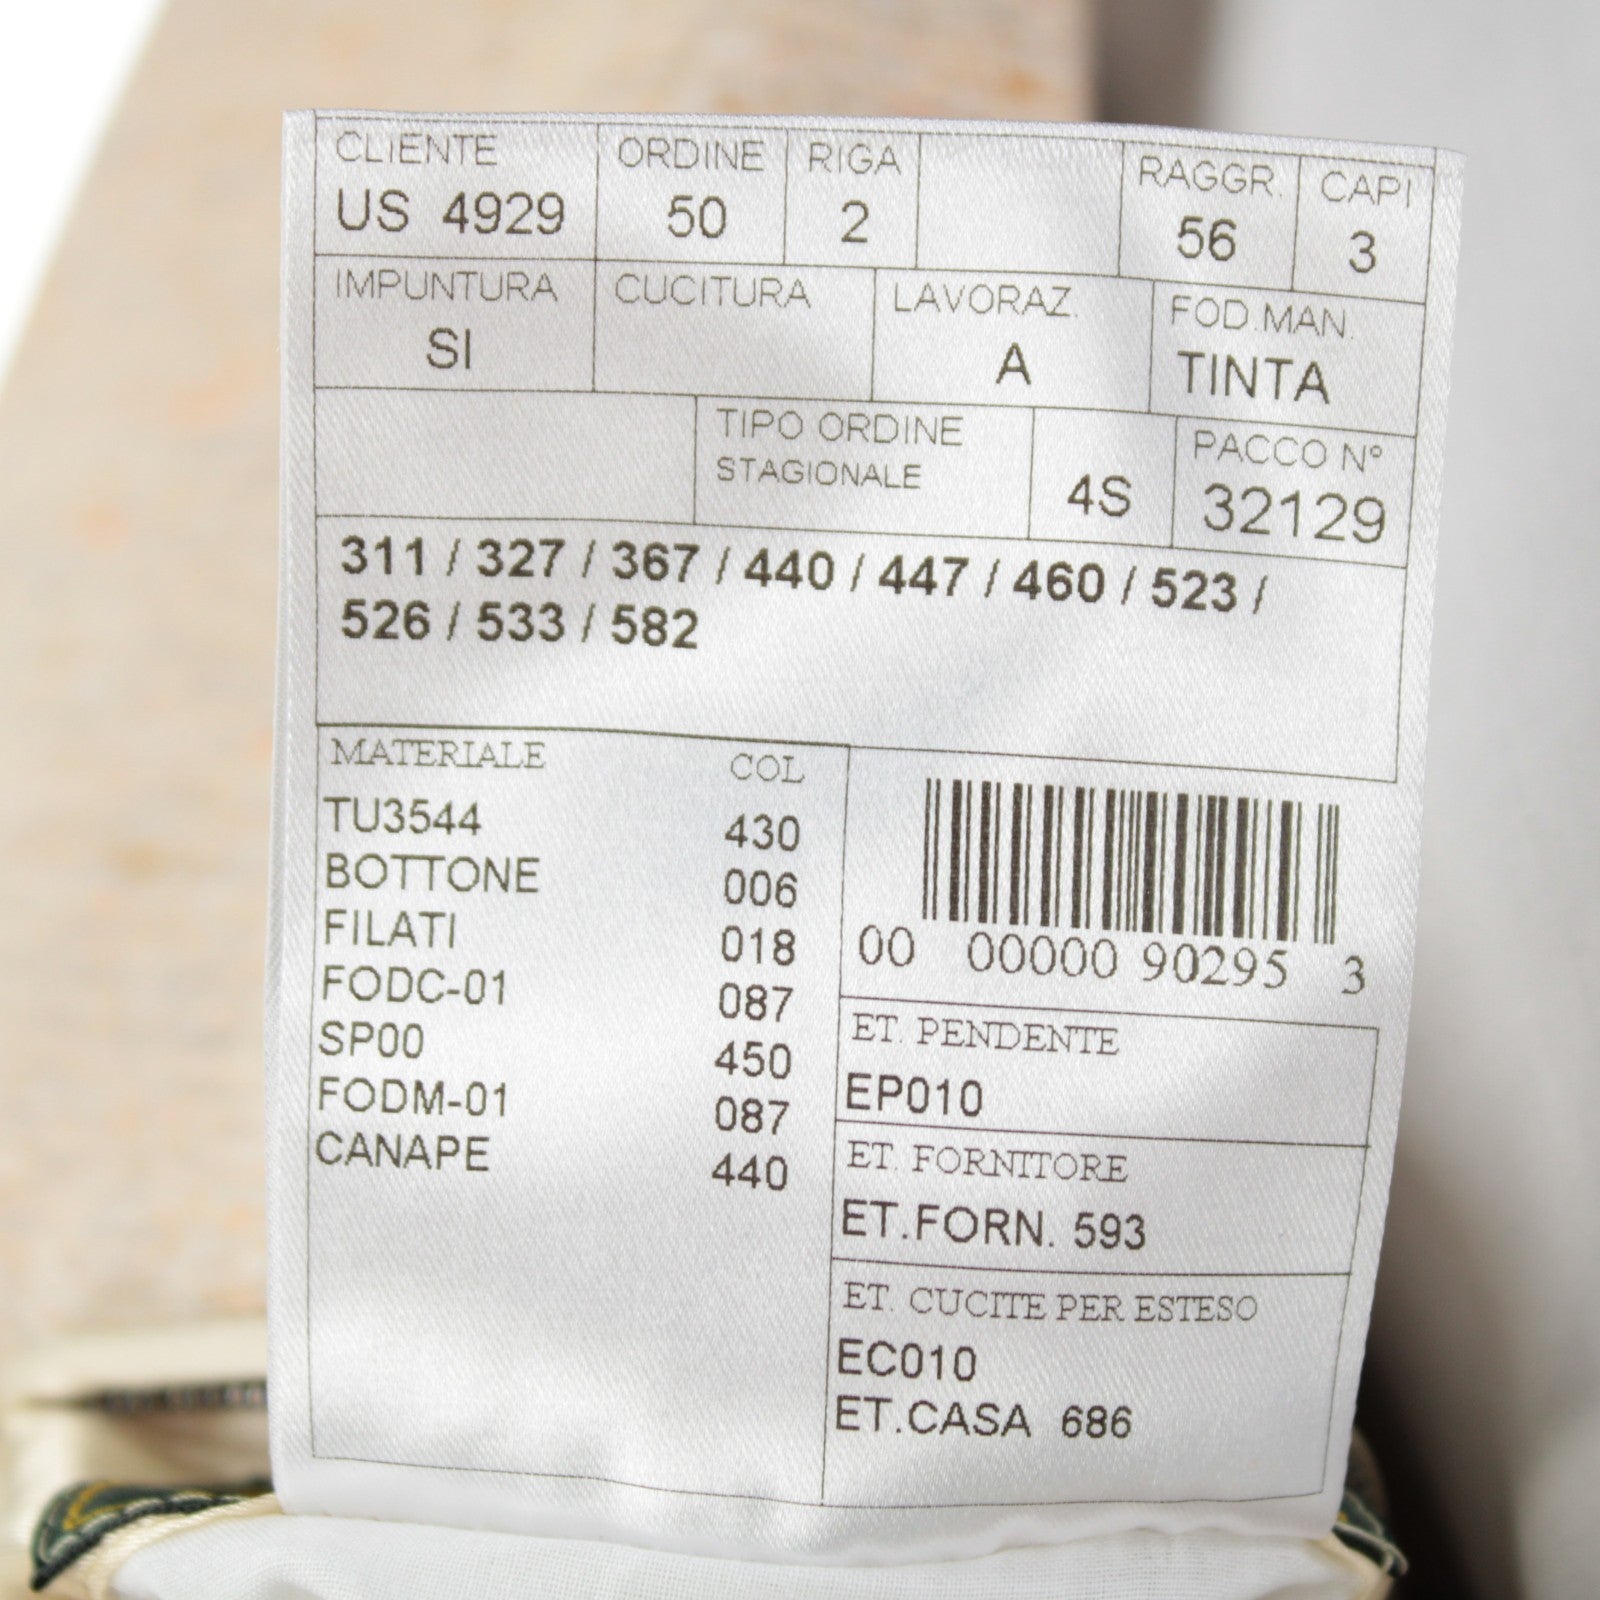 CLIENTE ORDINE RIGA RAGGR. CAPI
US 4929 50 2 56 3
IMPUNTURA CUCITURA LAVORAZ. FOD.MAN.
SI A TINTA
TIPO ORDINE PACCO N°
STAGIONALE 4S 32129
311 / 327 / 367 / 440 / 447 / 460 / 523 /
526 / 533 / 582
MATERIALE COL
TU3544 430
BOTTONE 006
FILATI 018
FODC-01 087
SP00 450
FODM-01 087
CANAPE 440
00 00000 90295 3
ET. PENDENTE
EP010
ET. FORNITORE
ET.FORN. 593
ET. CUCITE PER ESTESO
EC010
ET.CASA 686